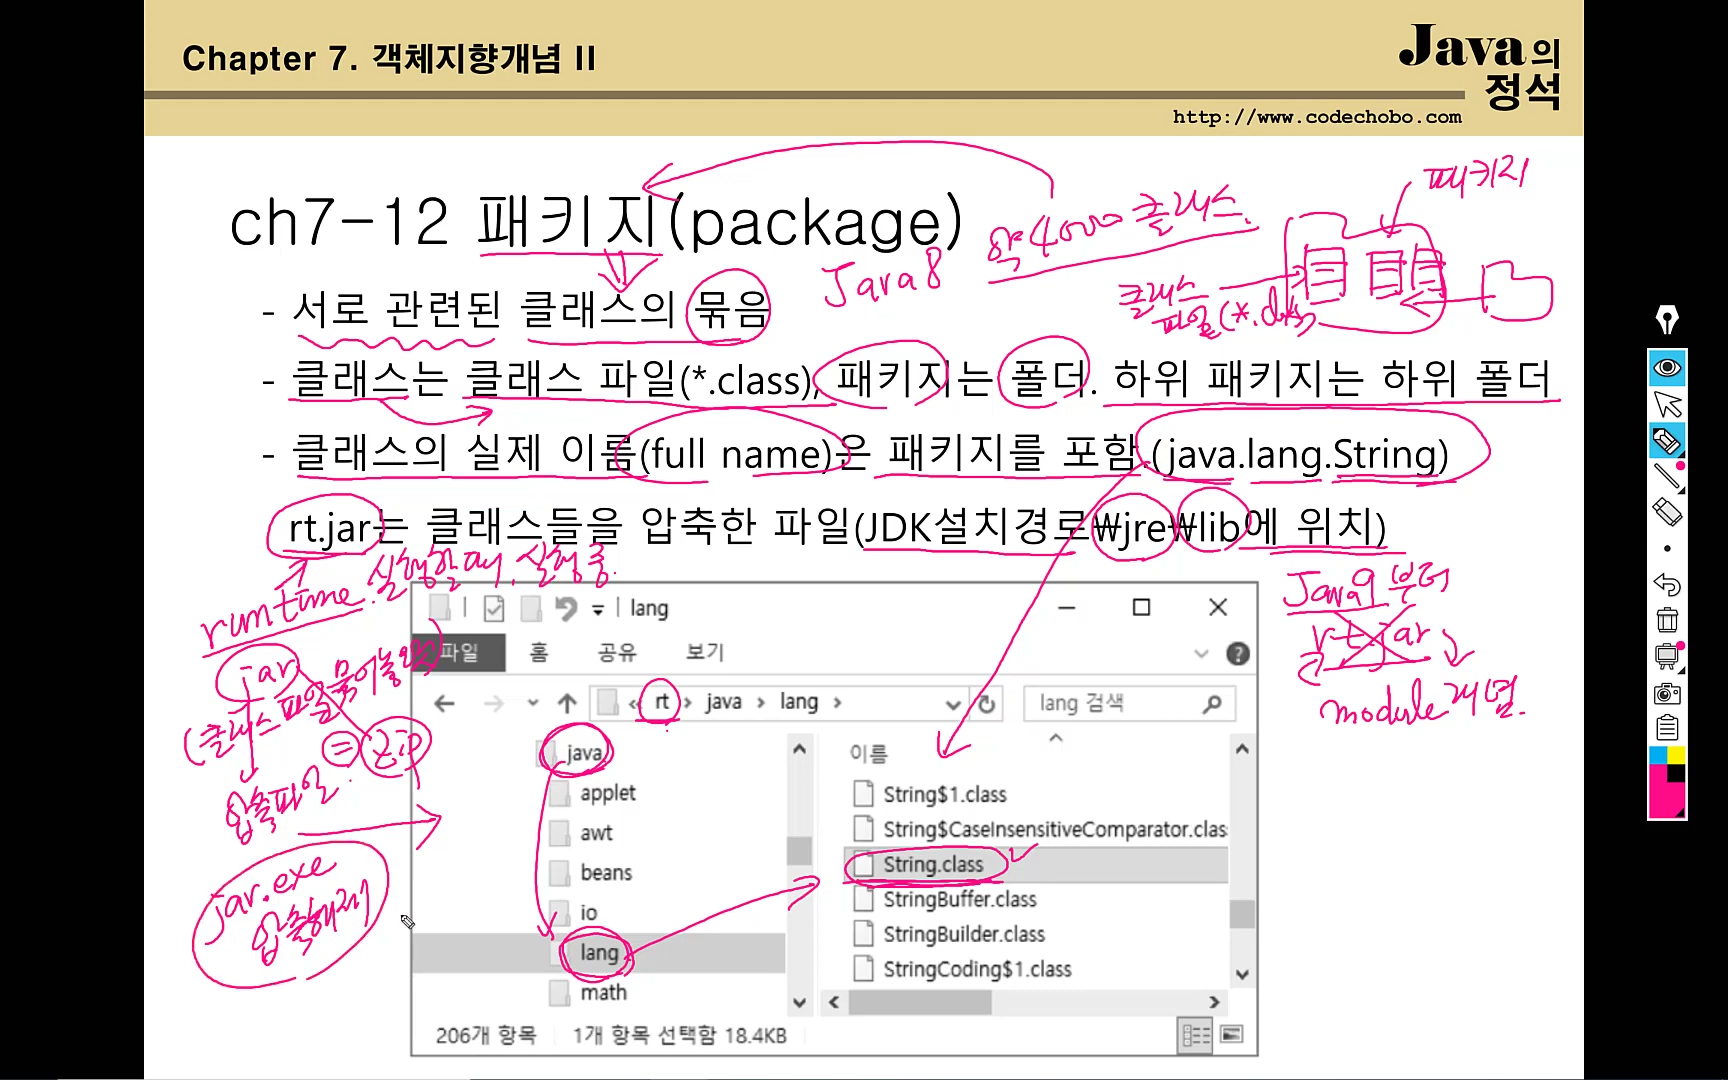 Chapter 7. 객체지향개념 II
Java의
정석
http://www.codechobo.com
패키지
ch7-12 패키지(package)
약 4000 클래스.
Java8
- 서로 관련된 클래스의 묶음
클래스
파일(*.class)
- 클래스는 클래스 파일(*.class), 패키지는 폴더. 하위 패키지는 하위 폴더
- 클래스의 실제 이름(full name)은 패키지를 포함.(java.lang.String)
rt.jar는 클래스들을 압축한 파일(JDK설치경로₩jre₩lib에 위치)
runtime. 실행할때, 실행중.
Java9부터
rt.jar
module개념.
jar
(클래스 파일 묶어놓은것)
= zip
압축파일.
jar.exe
압축해제
lang
파일 홈 공유 보기
« rt › java › lang ›
lang 검색
java
applet
awt
beans
io
lang
math
이름
String$1.class
String$CaseInsensitiveComparator.clas
String.class
StringBuffer.class
StringBuilder.class
StringCoding$1.class
206개 항목 1개 항목 선택함 18.4KB